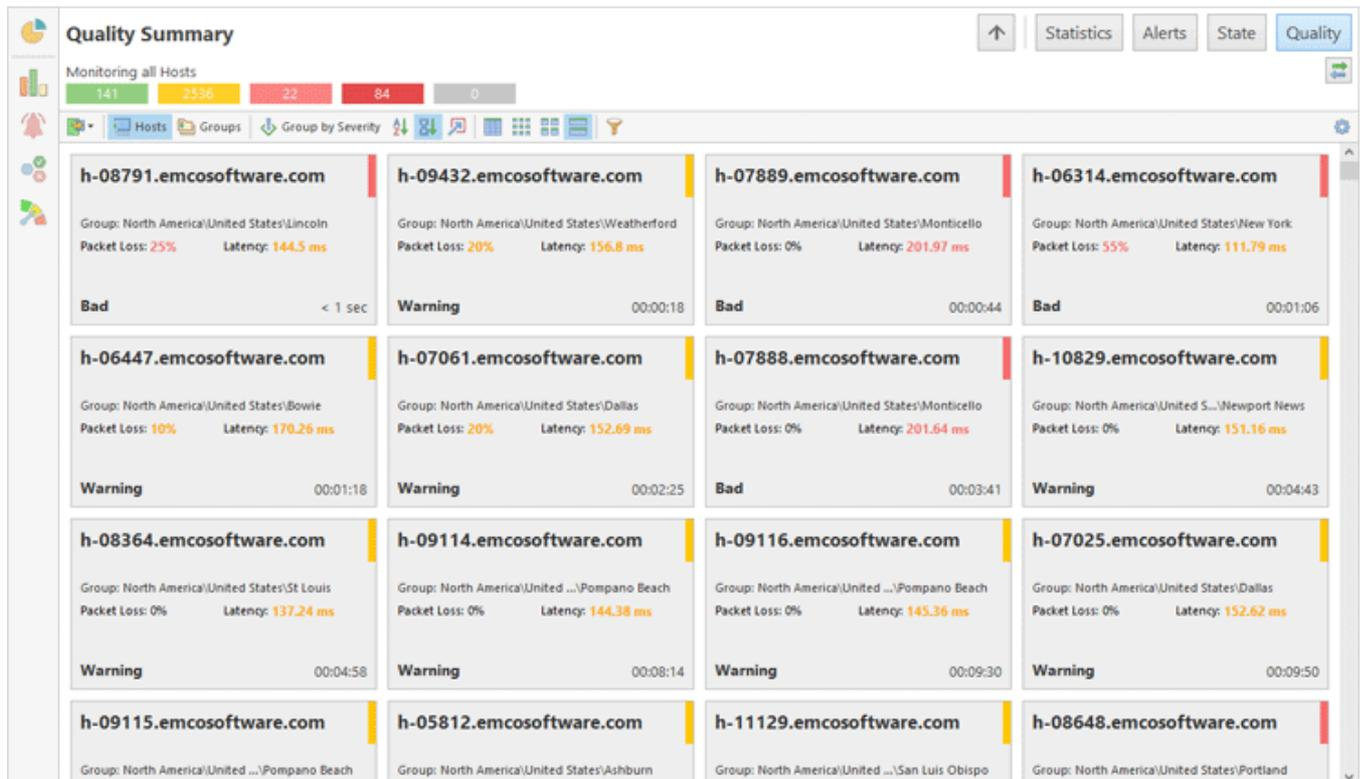 Quality Summary
Statistics
Alerts
State
Quality
Monitoring all Hosts
141 2536 22 84 0
Hosts Groups Group by Severity
h-08791.emcosoftware.com
Group: North America\United States\Lincoln
Packet Loss: 25% Latency: 144.5 ms
Bad < 1 sec
h-09432.emcosoftware.com
Group: North America\United States\Weatherford
Packet Loss: 20% Latency: 156.8 ms
Warning 00:00:18
h-07889.emcosoftware.com
Group: North America\United States\Monticello
Packet Loss: 0% Latency: 201.97 ms
Bad 00:00:44
h-06314.emcosoftware.com
Group: North America\United States\New York
Packet Loss: 55% Latency: 111.79 ms
Bad 00:01:06
h-06447.emcosoftware.com
Group: North America\United States\Bowie
Packet Loss: 10% Latency: 170.26 ms
Warning 00:01:18
h-07061.emcosoftware.com
Group: North America\United States\Dallas
Packet Loss: 20% Latency: 152.69 ms
Warning 00:02:25
h-07888.emcosoftware.com
Group: North America\United States\Monticello
Packet Loss: 0% Latency: 201.64 ms
Bad 00:03:41
h-10829.emcosoftware.com
Group: North America\United S...\Newport News
Packet Loss: 0% Latency: 151.16 ms
Warning 00:04:43
h-08364.emcosoftware.com
Group: North America\United States\St Louis
Packet Loss: 0% Latency: 137.24 ms
Warning 00:04:58
h-09114.emcosoftware.com
Group: North America\United ...\Pompano Beach
Packet Loss: 0% Latency: 144.38 ms
Warning 00:08:14
h-09116.emcosoftware.com
Group: North America\United ...\Pompano Beach
Packet Loss: 0% Latency: 145.36 ms
Warning 00:09:30
h-07025.emcosoftware.com
Group: North America\United States\Dallas
Packet Loss: 0% Latency: 152.62 ms
Warning 00:09:50
h-09115.emcosoftware.com
Group: North America\United ...\Pompano Beach
h-05812.emcosoftware.com
Group: North America\United States\Ashburn
h-11129.emcosoftware.com
Group: North America\United ...\San Luis Obispo
h-08648.emcosoftware.com
Group: North America\United States\Portland